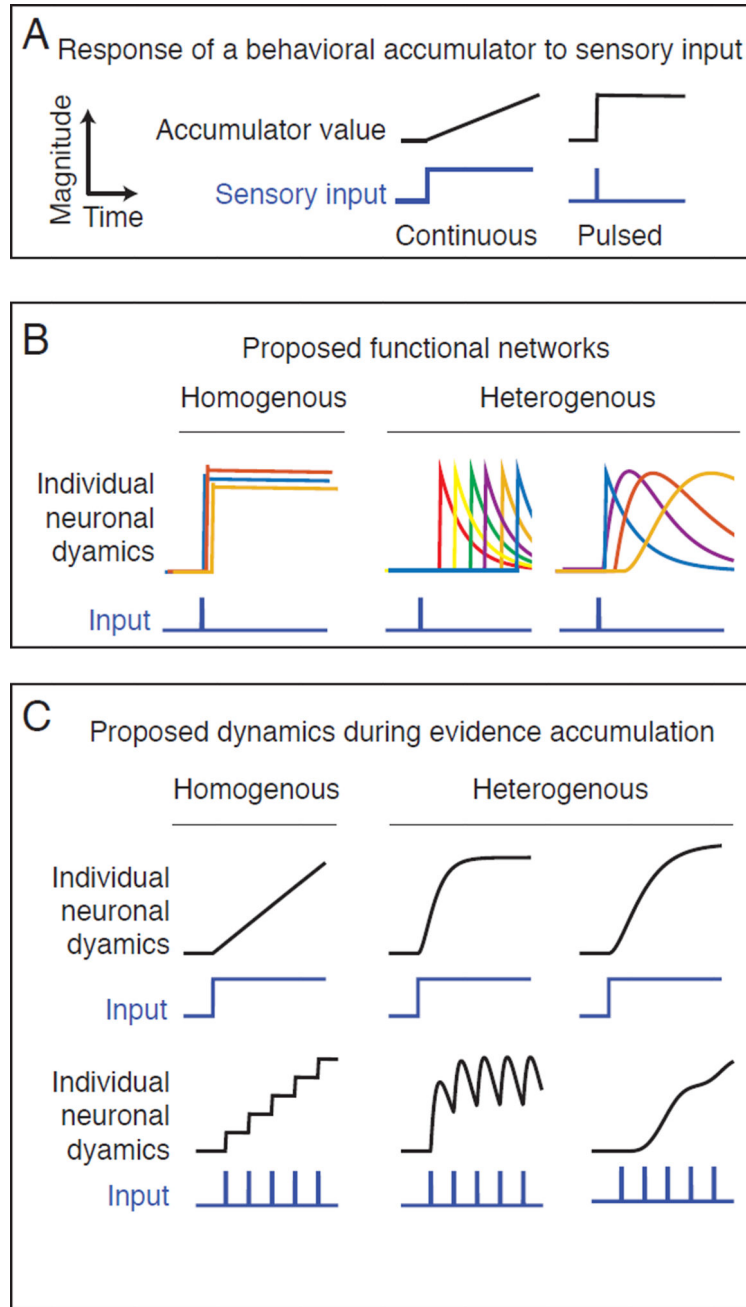 A
Response of a behavioral accumulator to sensory input
Magnitude
Time
Accumulator value
Sensory input
Continuous Pulsed
B
Proposed functional networks
Homogenous Heterogenous
Individual
neuronal
dyamics
Input
C
Proposed dynamics during evidence accumulation
Homogenous Heterogenous
Individual
neuronal
dyamics
Input
Individual
neuronal
dyamics
Input